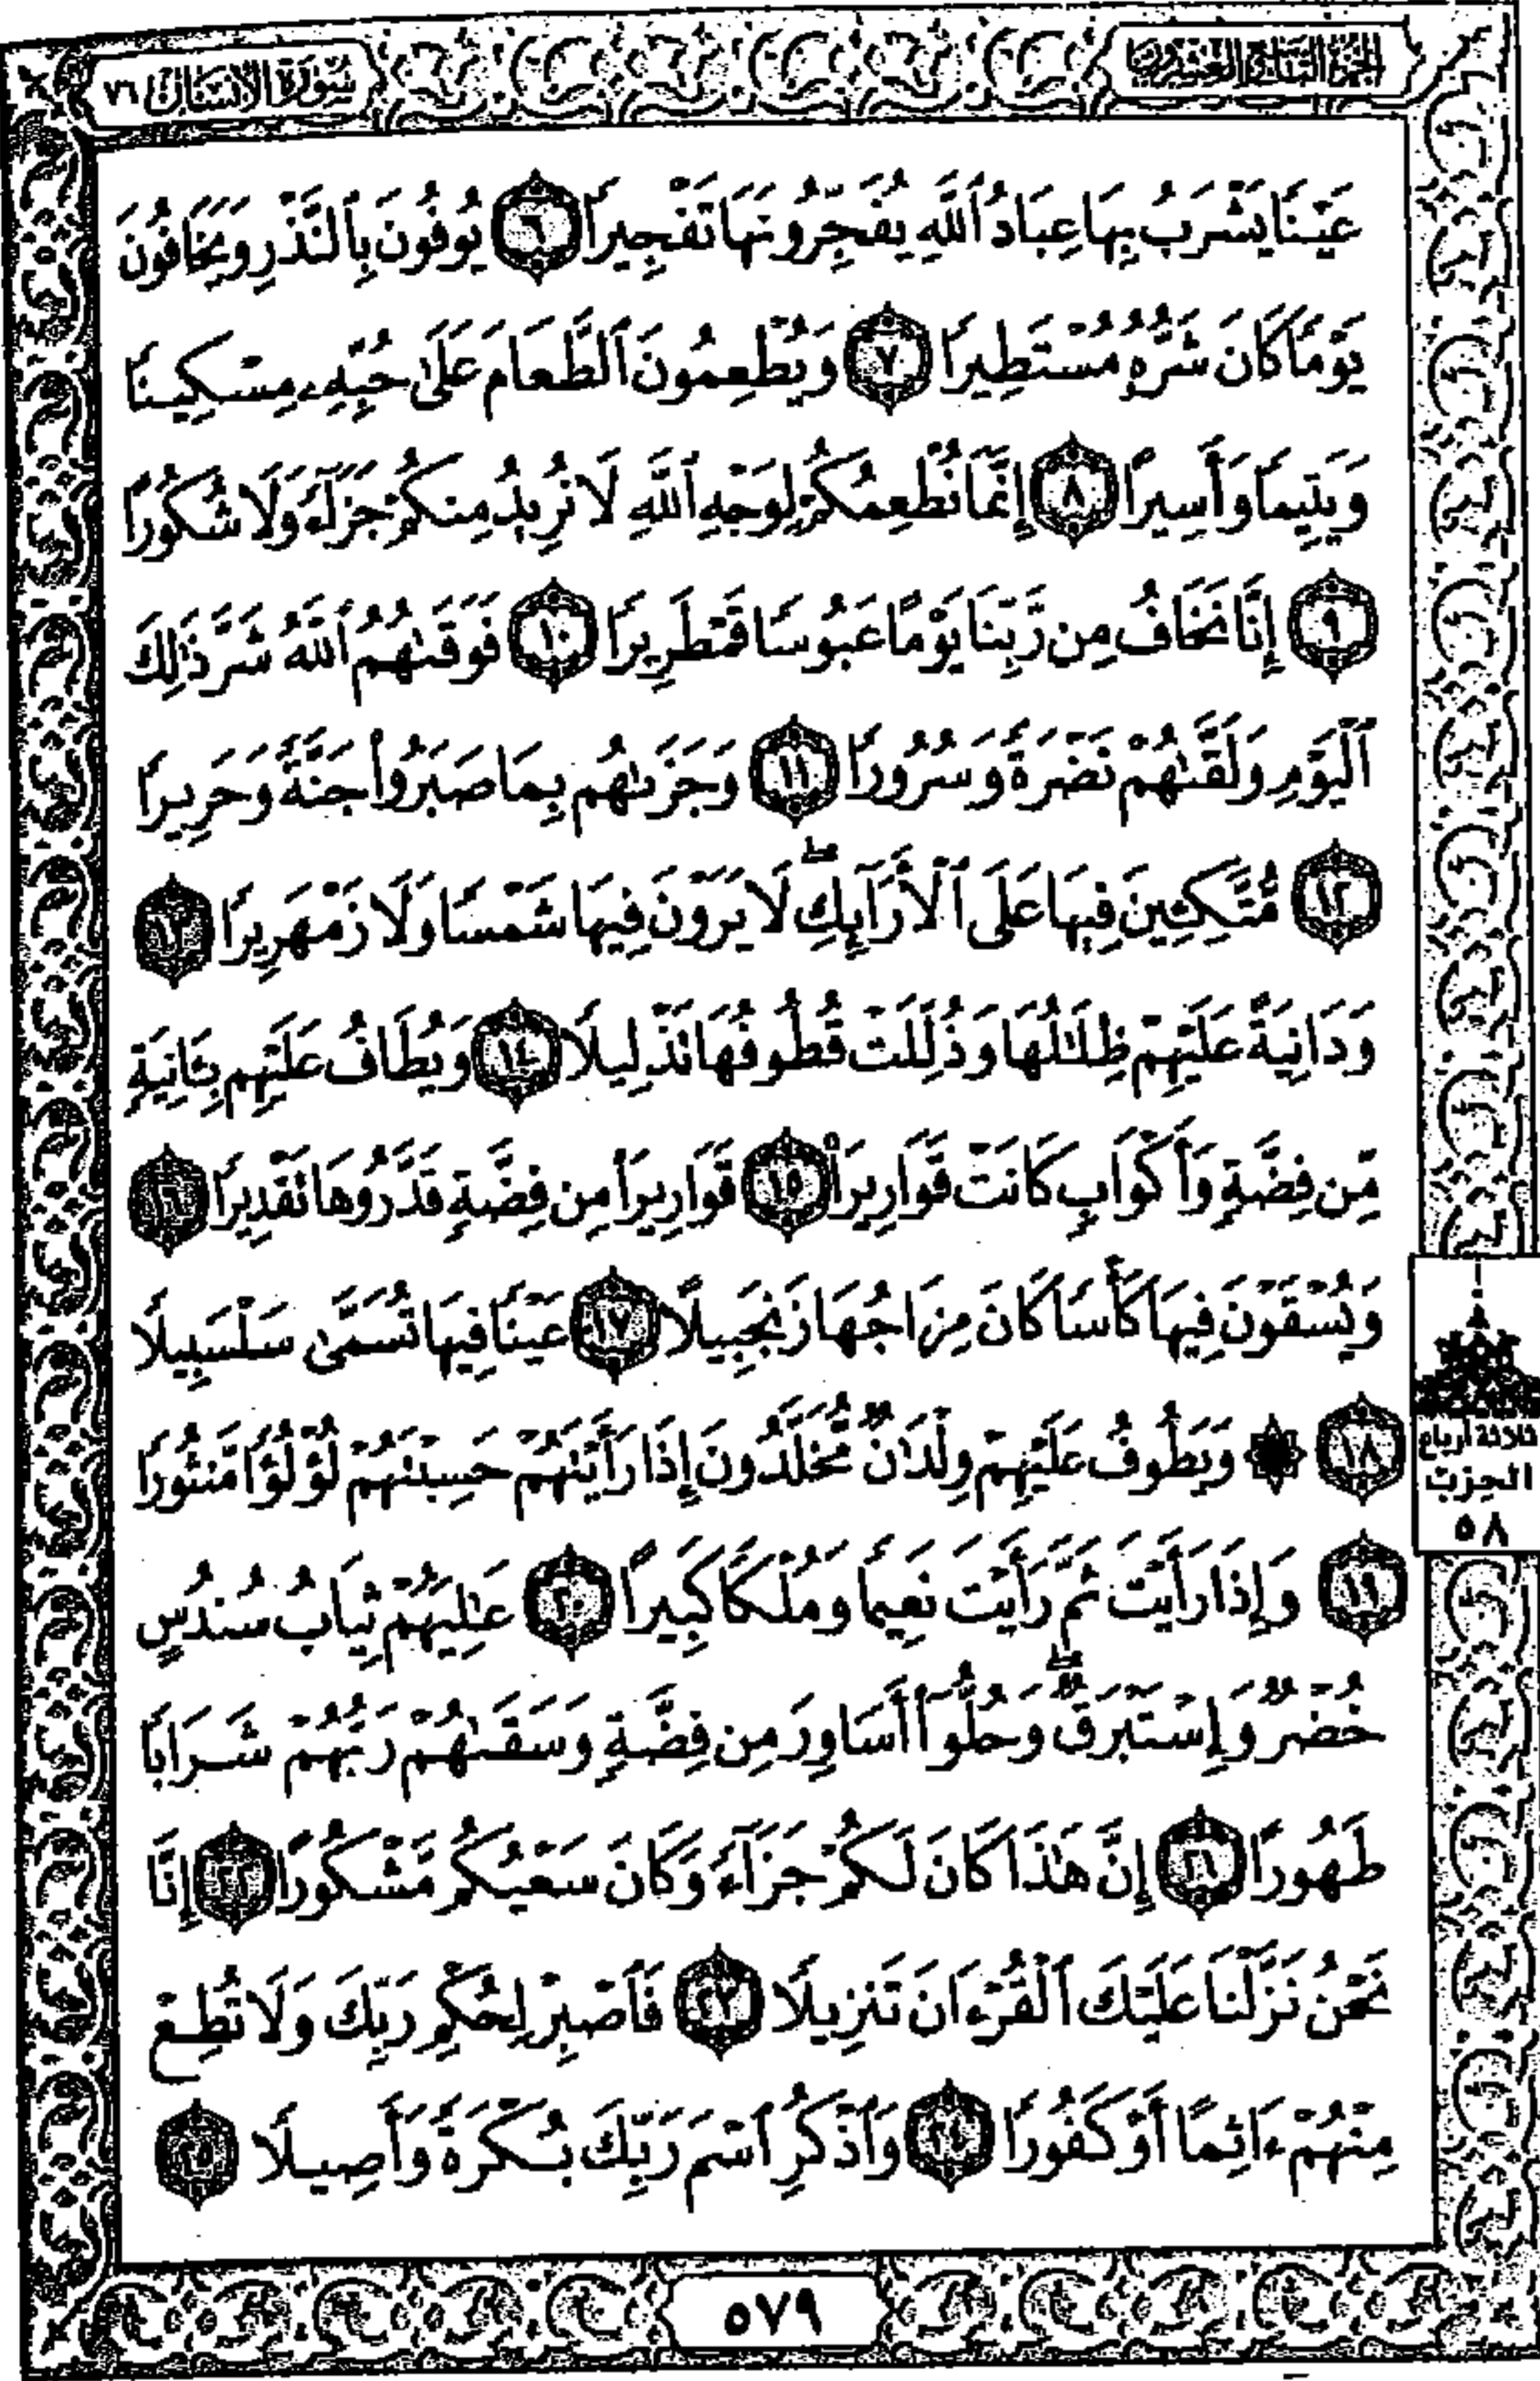 الجزء التاسع والعشرون
سورة الإنسان ٧٦
عَيْنًا يَشْرَبُ بِهَا عِبَادُ ٱللَّهِ يُفَجِّرُونَهَا تَفْجِيرًا ٦ يُوفُونَ بِٱلنَّذْرِ وَيَخَافُونَ
يَوْمًا كَانَ شَرُّهُۥ مُسْتَطِيرًا ٧ وَيُطْعِمُونَ ٱلطَّعَامَ عَلَىٰ حُبِّهِۦ مِسْكِينًا
وَيَتِيمًا وَأَسِيرًا ٨ إِنَّمَا نُطْعِمُكُمْ لِوَجْهِ ٱللَّهِ لَا نُرِيدُ مِنكُمْ جَزَآءً وَلَا شُكُورًا
٩ إِنَّا نَخَافُ مِن رَّبِّنَا يَوْمًا عَبُوسًا قَمْطَرِيرًا ١٠ فَوَقَىٰهُمُ ٱللَّهُ شَرَّ ذَٰلِكَ
ٱلْيَوْمِ وَلَقَّىٰهُمْ نَضْرَةً وَسُرُورًا ١١ وَجَزَىٰهُم بِمَا صَبَرُوا۟ جَنَّةً وَحَرِيرًا
١٢ مُّتَّكِـِٔينَ فِيهَا عَلَى ٱلْأَرَآئِكِ ۖ لَا يَرَوْنَ فِيهَا شَمْسًا وَلَا زَمْهَرِيرًا ١٣
وَدَانِيَةً عَلَيْهِمْ ظِلَـٰلُهَا وَذُلِّلَتْ قُطُوفُهَا تَذْلِيلًا ١٤ وَيُطَافُ عَلَيْهِم بِـَٔانِيَةٍ
مِّن فِضَّةٍ وَأَكْوَابٍ كَانَتْ قَوَارِيرَا۠ ١٥ قَوَارِيرَا۟ مِن فِضَّةٍ قَدَّرُوهَا تَقْدِيرًا ١٦
وَيُسْقَوْنَ فِيهَا كَأْسًا كَانَ مِزَاجُهَا زَنجَبِيلًا ١٧ عَيْنًا فِيهَا تُسَمَّىٰ سَلْسَبِيلًا
١٨ ۞ وَيَطُوفُ عَلَيْهِمْ وِلْدَٰنٌ مُّخَلَّدُونَ إِذَا رَأَيْتَهُمْ حَسِبْتَهُمْ لُؤْلُؤًا مَّنثُورًا
١٩ وَإِذَا رَأَيْتَ ثَمَّ رَأَيْتَ نَعِيمًا وَمُلْكًا كَبِيرًا ٢٠ عَـٰلِيَهُمْ ثِيَابُ سُندُسٍ
خُضْرٌ وَإِسْتَبْرَقٌ ۖ وَحُلُّوٓا۟ أَسَاوِرَ مِن فِضَّةٍ وَسَقَىٰهُمْ رَبُّهُمْ شَرَابًا
طَهُورًا ٢١ إِنَّ هَـٰذَا كَانَ لَكُمْ جَزَآءً وَكَانَ سَعْيُكُم مَّشْكُورًا ٢٢ إِنَّا
نَحْنُ نَزَّلْنَا عَلَيْكَ ٱلْقُرْءَانَ تَنزِيلًا ٢٣ فَٱصْبِرْ لِحُكْمِ رَبِّكَ وَلَا تُطِعْ
مِنْهُمْ ءَاثِمًا أَوْ كَفُورًا ٢٤ وَٱذْكُرِ ٱسْمَ رَبِّكَ بُكْرَةً وَأَصِيلًا ٢٥
ثلاثة أرباع
الحزب
٥٨
٥٧٩